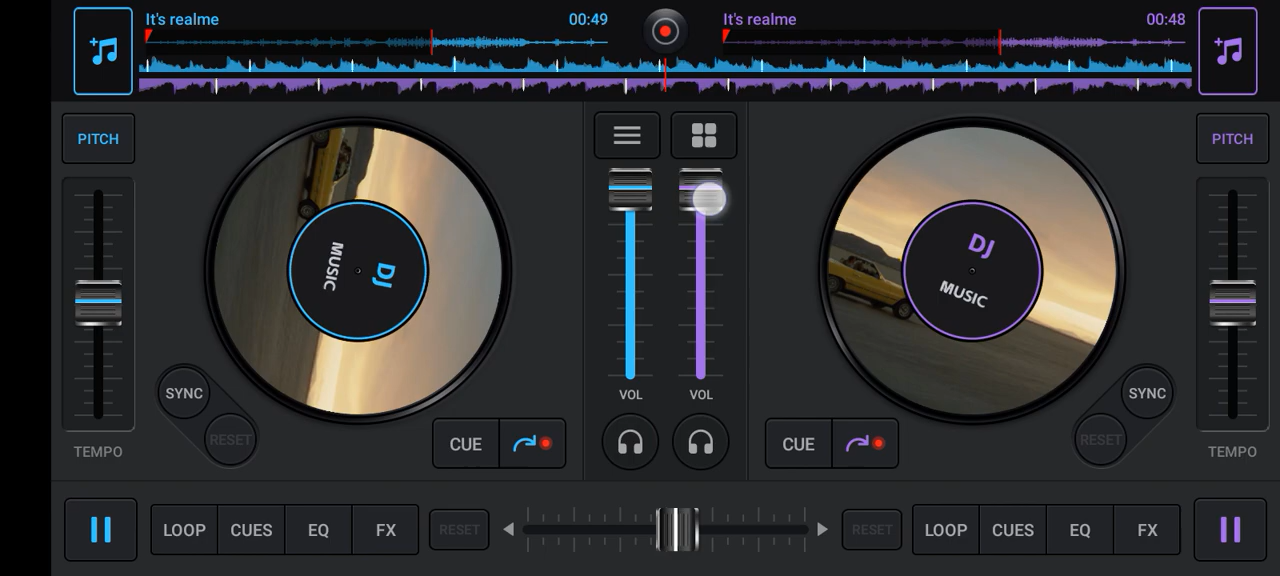 It's realme
00:49
It's realme
00:48
PITCH
PITCH
DJ
MUSIC
DJ
MUSIC
SYNC
RESET
TEMPO
CUE
VOL
VOL
CUE
SYNC
RESET
TEMPO
LOOP
CUES
EQ
FX
RESET
RESET
LOOP
CUES
EQ
FX